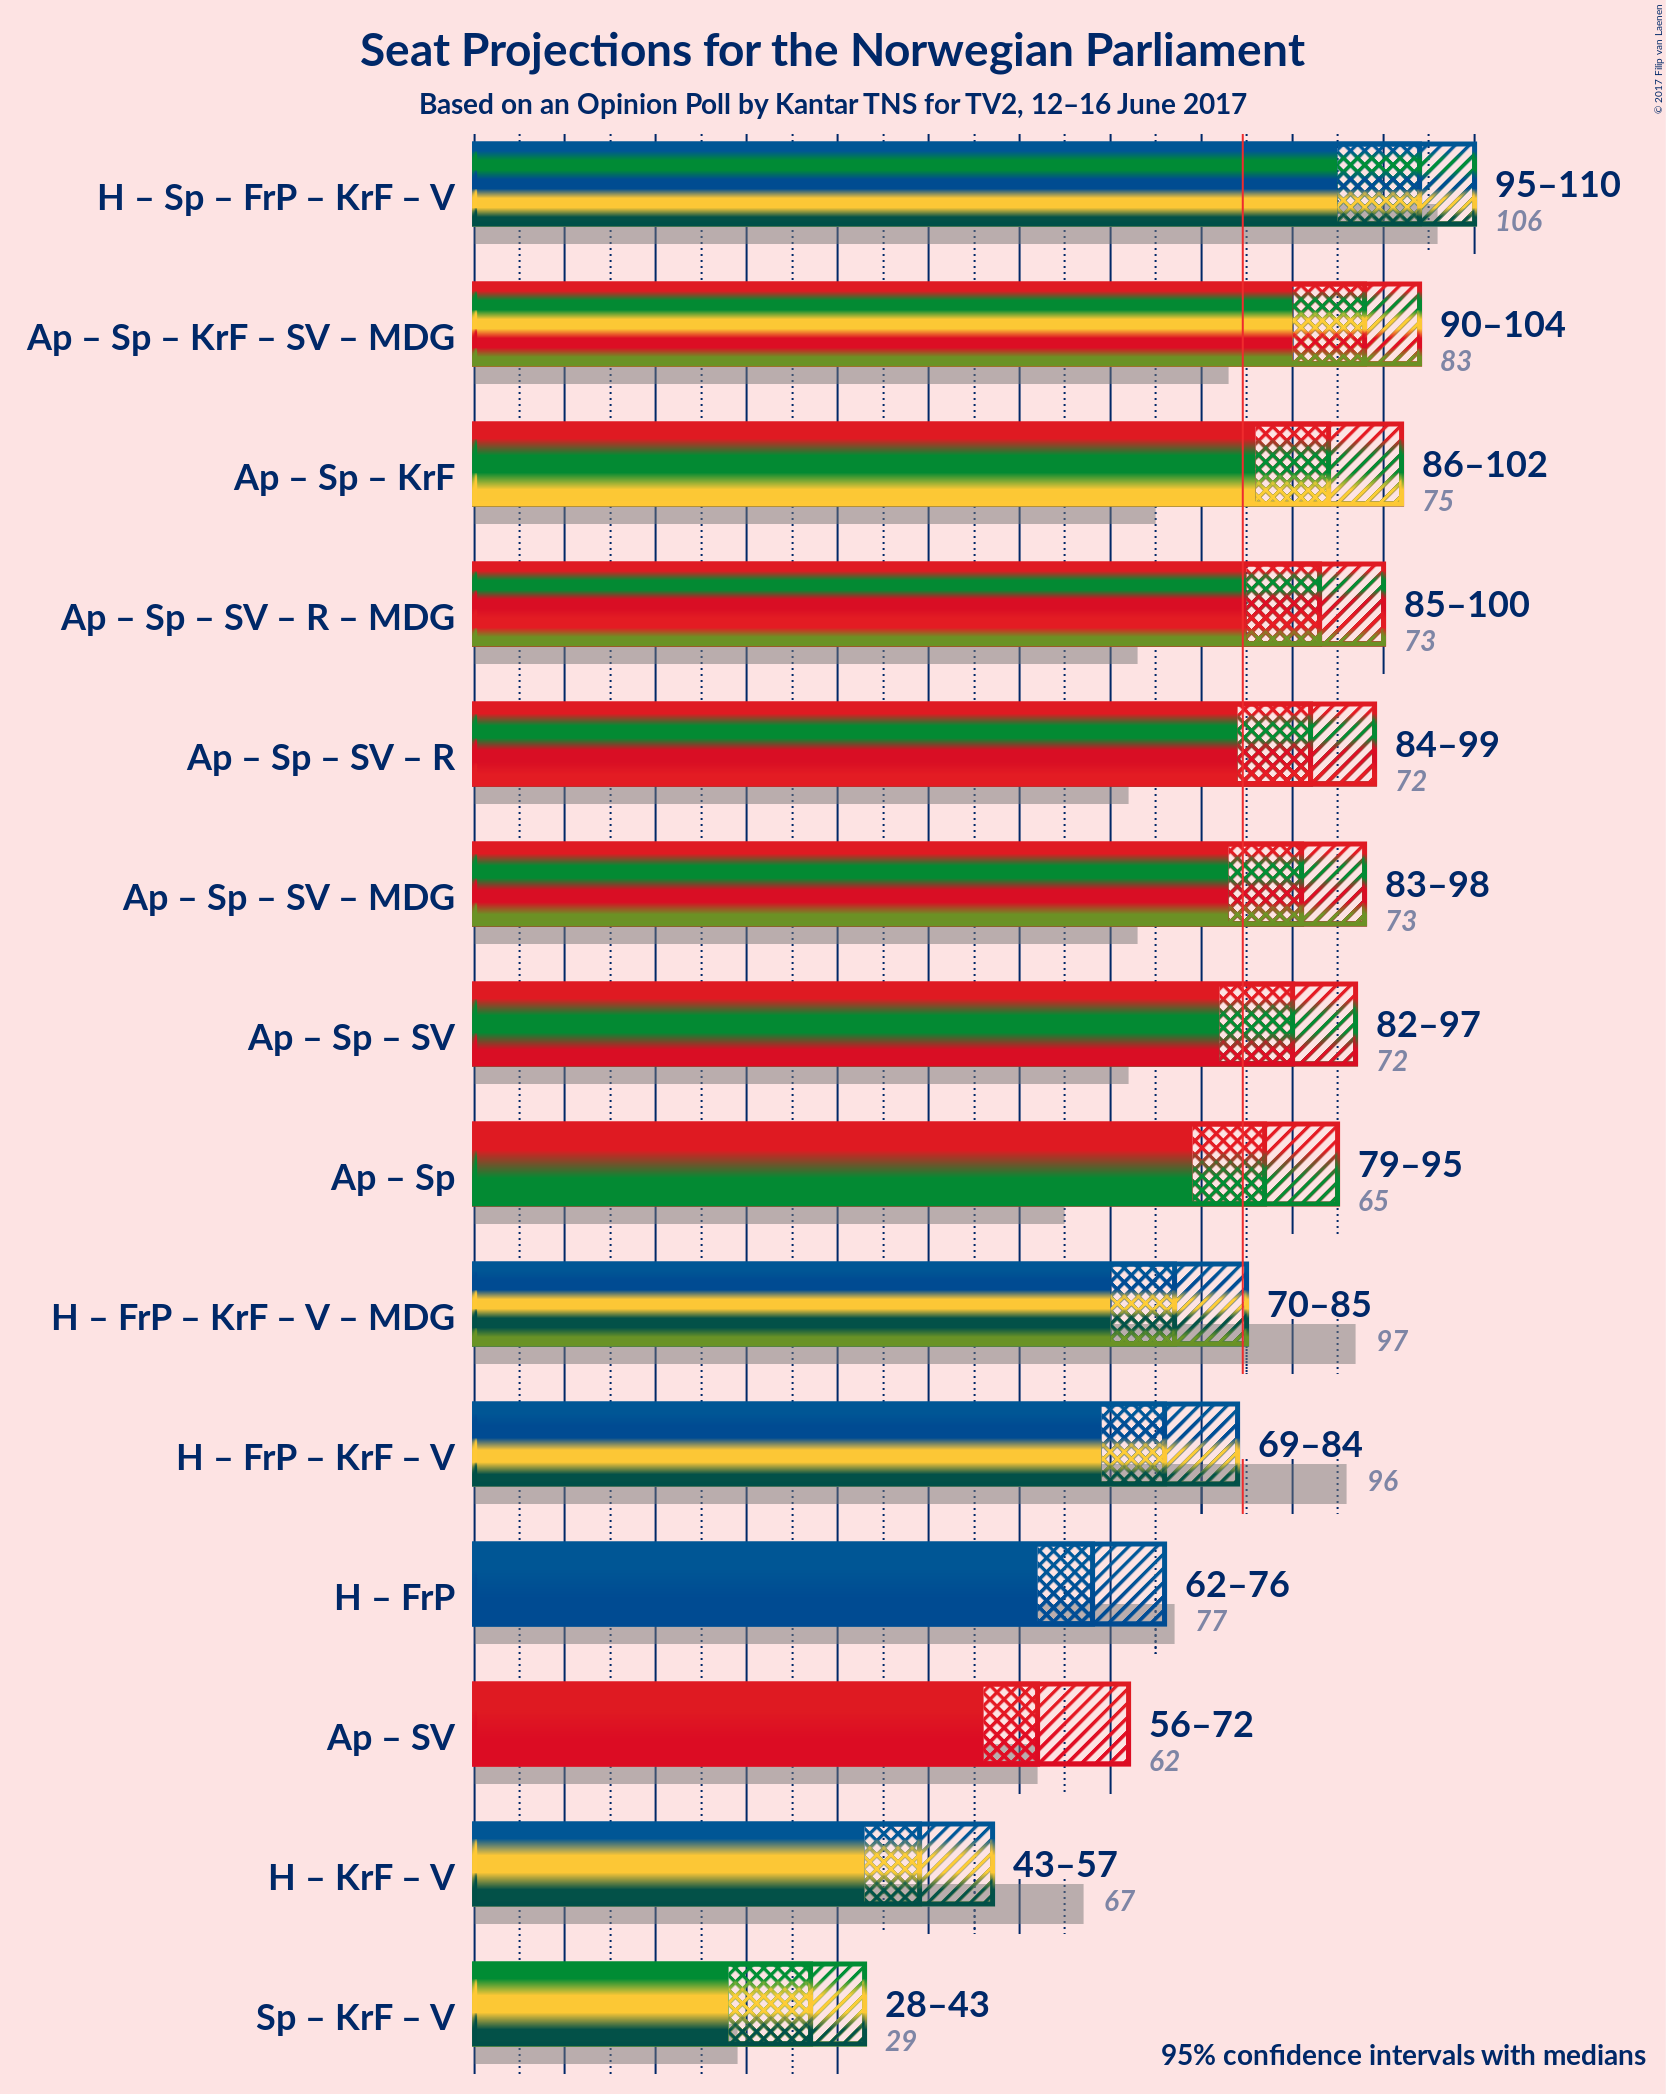 Seat Projections for the Norwegian Parliament
Based on an Opinion Poll by Kantar TNS for TV2, 12–16 June 2017
© 2017 Filip van Laenen
H – Sp – FrP – KrF – V
95–110
106
Ap – Sp – KrF – SV – MDG
90–104
83
Ap – Sp – KrF
86–102
75
Ap – Sp – SV – R – MDG
85–100
73
Ap – Sp – SV – R
84–99
72
Ap – Sp – SV – MDG
83–98
73
Ap – Sp – SV
82–97
72
Ap – Sp
79–95
65
H – FrP – KrF – V – MDG
70–85
97
H – FrP – KrF – V
69–84
96
H – FrP
62–76
77
Ap – SV
56–72
62
H – KrF – V
43–57
67
Sp – KrF – V
28–43
29
95% confidence intervals with medians